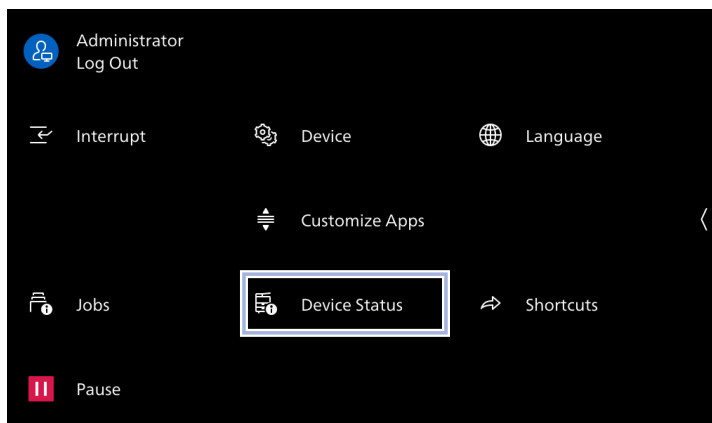 Administrator
Log Out
Interrupt
Device
Language
Customize Apps
Jobs
Device Status
Shortcuts
Pause